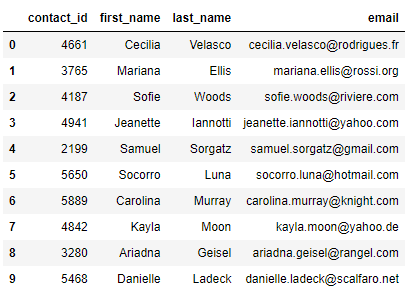 contact_id first_name last_name email
0 4661 Cecilia Velasco cecilia.velasco@rodrigues.fr
1 3765 Mariana Ellis mariana.ellis@rossi.org
2 4187 Sofie Woods sofie.woods@riviere.com
3 4941 Jeanette Iannotti jeanette.iannotti@yahoo.com
4 2199 Samuel Sorgatz samuel.sorgatz@gmail.com
5 5650 Socorro Luna socorro.luna@hotmail.com
6 5889 Carolina Murray carolina.murray@knight.com
7 4842 Kayla Moon kayla.moon@yahoo.de
8 3280 Ariadna Geisel ariadna.geisel@rangel.com
9 5468 Danielle Ladeck danielle.ladeck@scalfaro.net